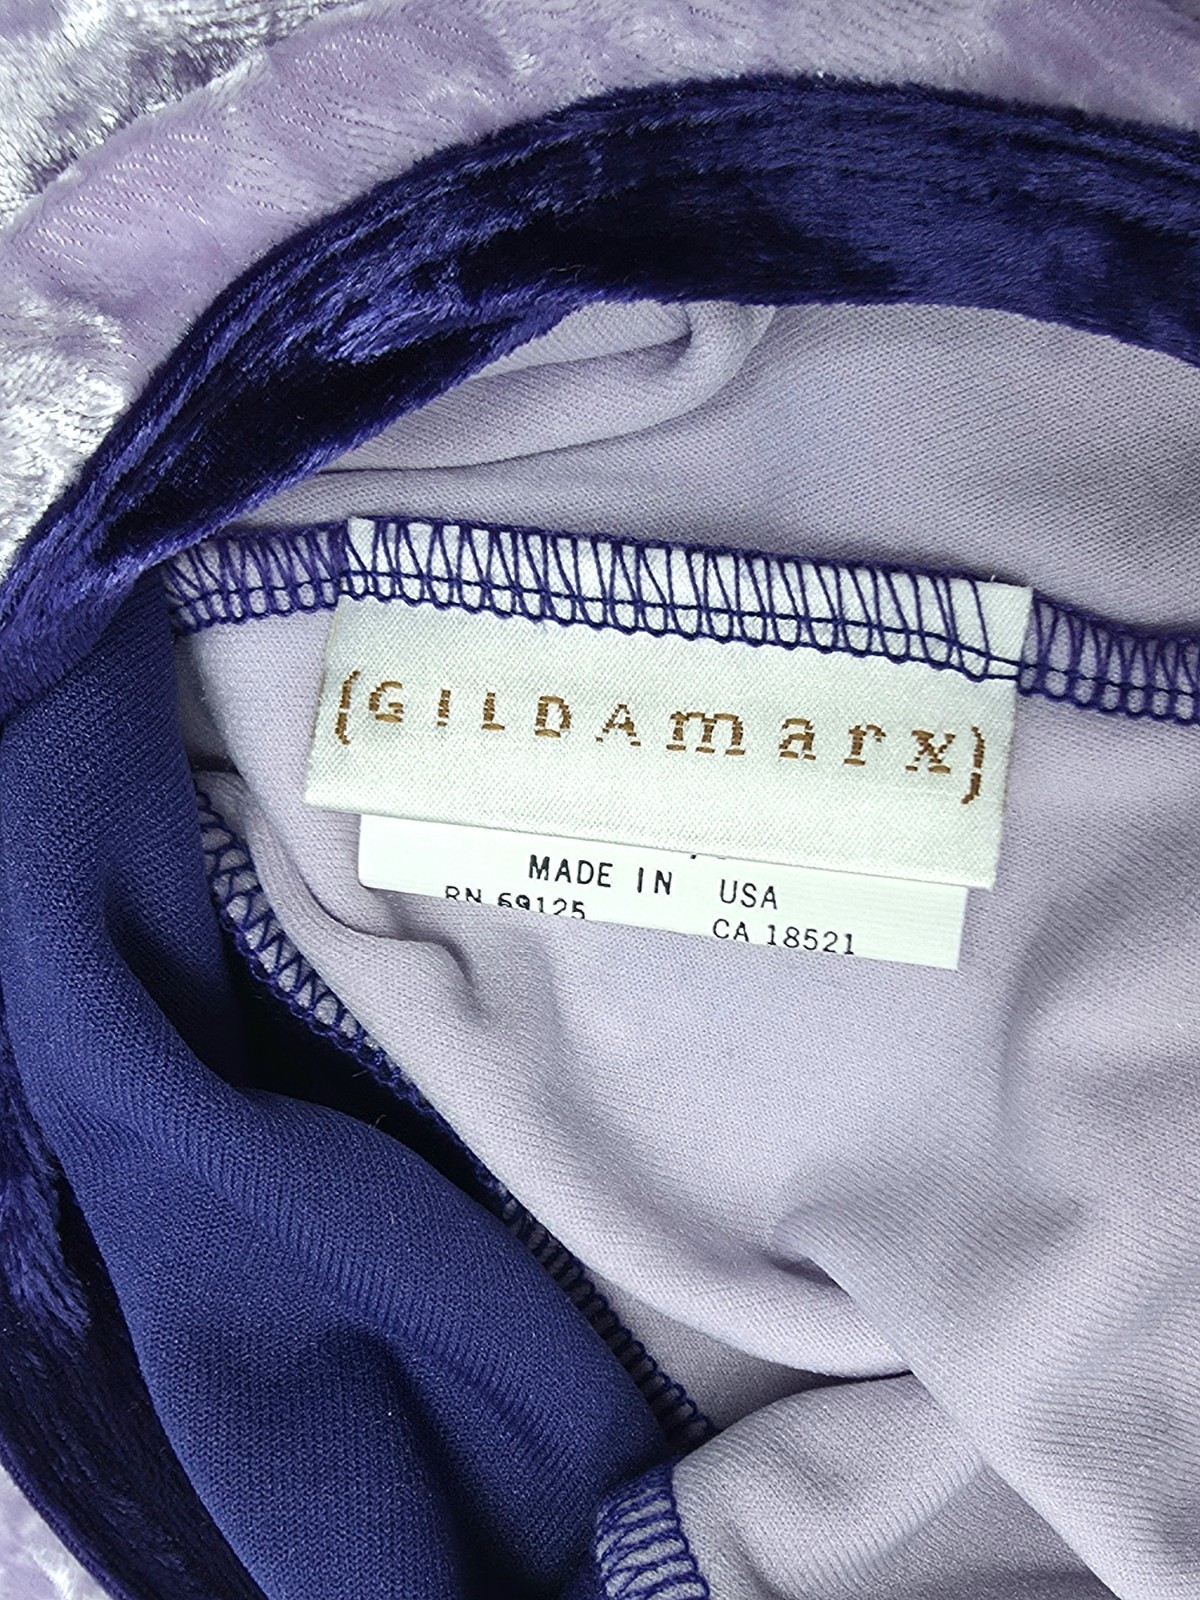 (GILDAmarx)
MADE IN USA
RN 69125 CA 18521